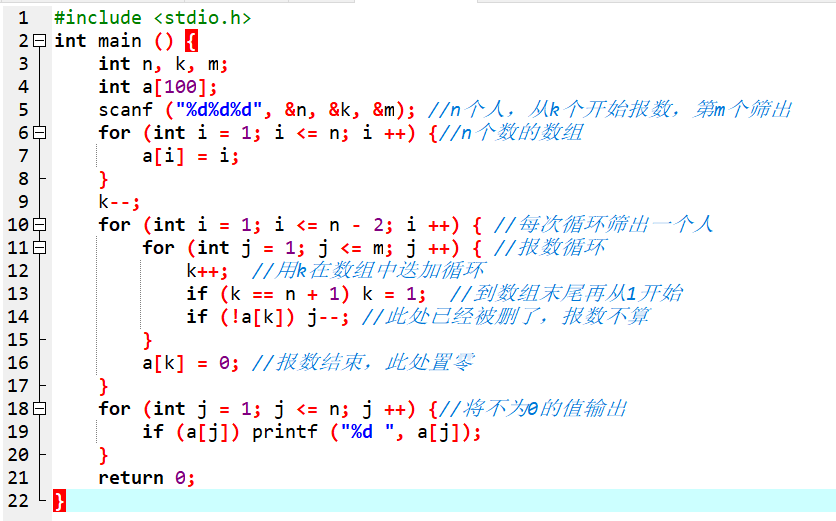 1 #include <stdio.h>
2 int main () {
3 int n, k, m;
4 int a[100];
5 scanf ("%d%d%d", &n, &k, &m); //n个人，从k个开始报数，第m个筛出
6 for (int i = 1; i <= n; i ++) {//n个数的数组
7 a[i] = i;
8 }
9 k--;
10 for (int i = 1; i <= n - 2; i ++) { //每次循环筛出一个人
11 for (int j = 1; j <= m; j ++) { //报数循环
12 k++; //用k在数组中迭加循环
13 if (k == n + 1) k = 1; //到数组末尾再从1开始
14 if (!a[k]) j--; //此处已经被删了，报数不算
15 }
16 a[k] = 0; //报数结束，此处置零
17 }
18 for (int j = 1; j <= n; j ++) {//将不为0的值输出
19 if (a[j]) printf ("%d ", a[j]);
20 }
21 return 0;
22 }